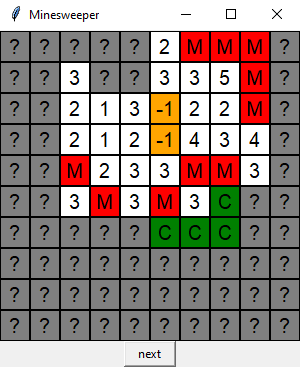 Minesweeper
? ? ? ? ? 2 M M M ?
? ? 3 ? ? 3 3 5 M ?
? ? 2 1 3 -1 2 2 M ?
? ? 2 1 2 -1 4 3 4 ?
? ? M 2 3 3 M M 3 ?
? ? 3 M 3 M 3 C ? ?
? ? ? ? ? C C C ? ?
? ? ? ? ? ? ? ? ? ?
? ? ? ? ? ? ? ? ? ?
? ? ? ? ? ? ? ? ? ?
next